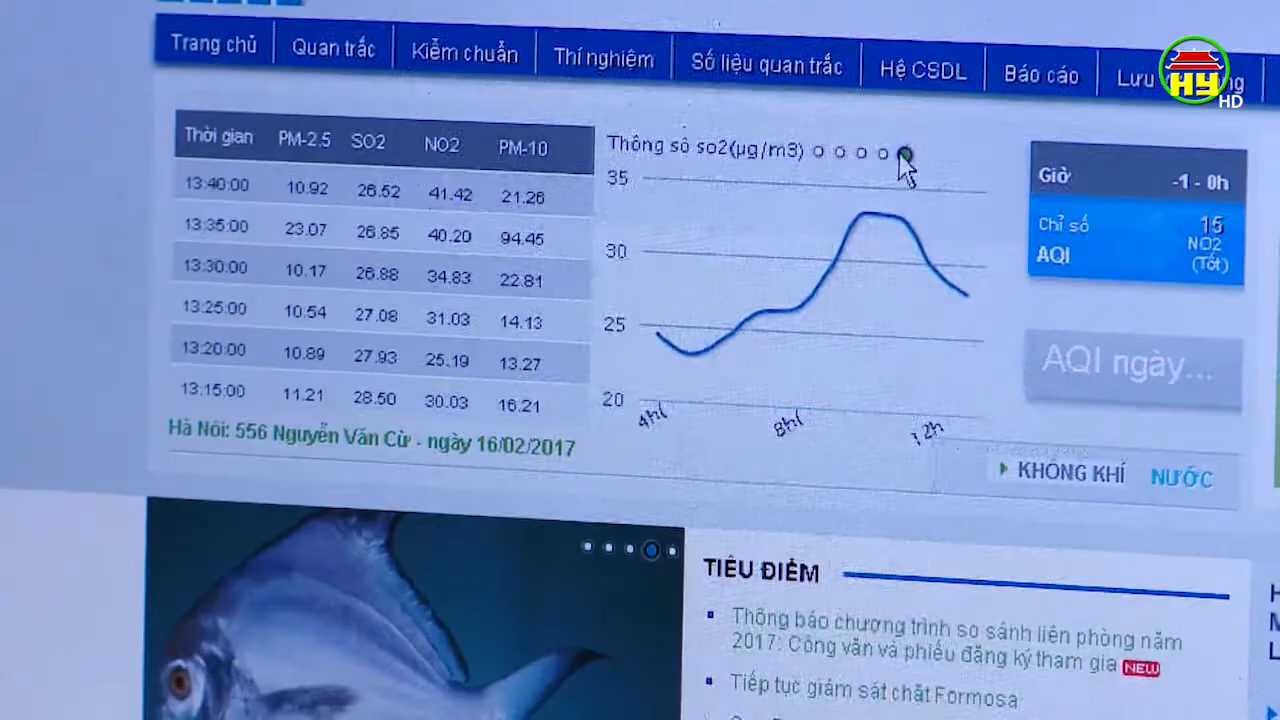 Trang chủ Quan trắc Kiểm chuẩn Thí nghiệm Số liệu quan trắc Hệ CSDL Báo cáo Lưu
HY
HD
Thời gian PM-2.5 SO2 NO2 PM-10
13:40:00 10.92 26.52 41.42 21.26
13:35:00 23.07 26.85 40.20 94.45
13:30:00 10.17 26.88 34.83 22.81
13:25:00 10.54 27.08 31.03 14.13
13:20:00 10.89 27.93 25.19 13.27
13:15:00 11.21 28.50 30.03 16.21
Hà Nôi: 556 Nguyễn Văn Cừ - ngày 16/02/2017
Thông số so2(µg/m3)
35
30
25
20
4h 8h 12h
Giờ -1 - 0h
Chỉ số 15
AQI NO2
(Tốt)
AQI ngày...
KHÔNG KHÍ NƯỚC
TIÊU ĐIỂM
Thông báo chương trình so sánh liên phòng năm
2017: Công văn và phiếu đăng ký tham gia NEW
Tiếp tục giám sát chặt Formosa